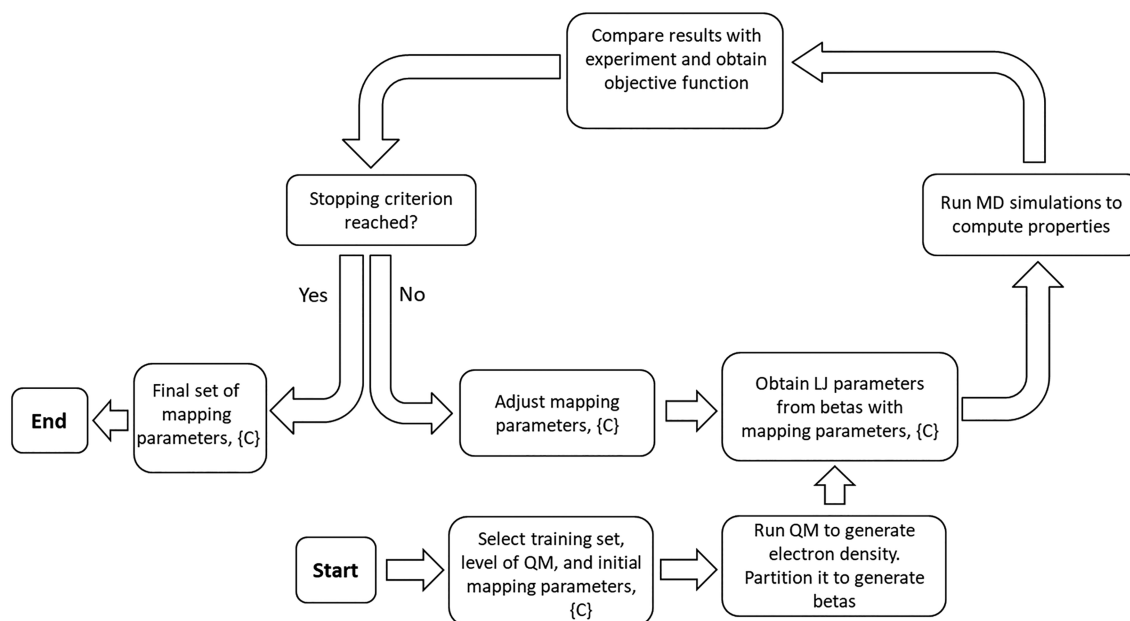 Compare results with
experiment and obtain
objective function
Stopping criterion
reached?
Run MD simulations to
compute properties
Yes
No
Final set of
mapping
parameters, {C}
End
Adjust mapping
parameters, {C}
Obtain LJ parameters
from betas with
mapping parameters, {C}
Start
Select training set,
level of QM, and initial
mapping parameters,
{C}
Run QM to generate
electron density.
Partition it to generate
betas